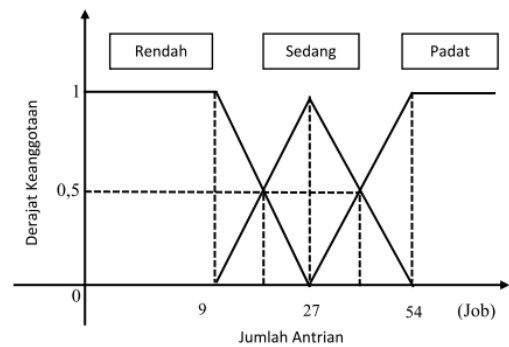 Rendah Sedang Padat
1
Derajat Keanggotaan
0,5
0
9 27 54 (Job)
Jumlah Antrian